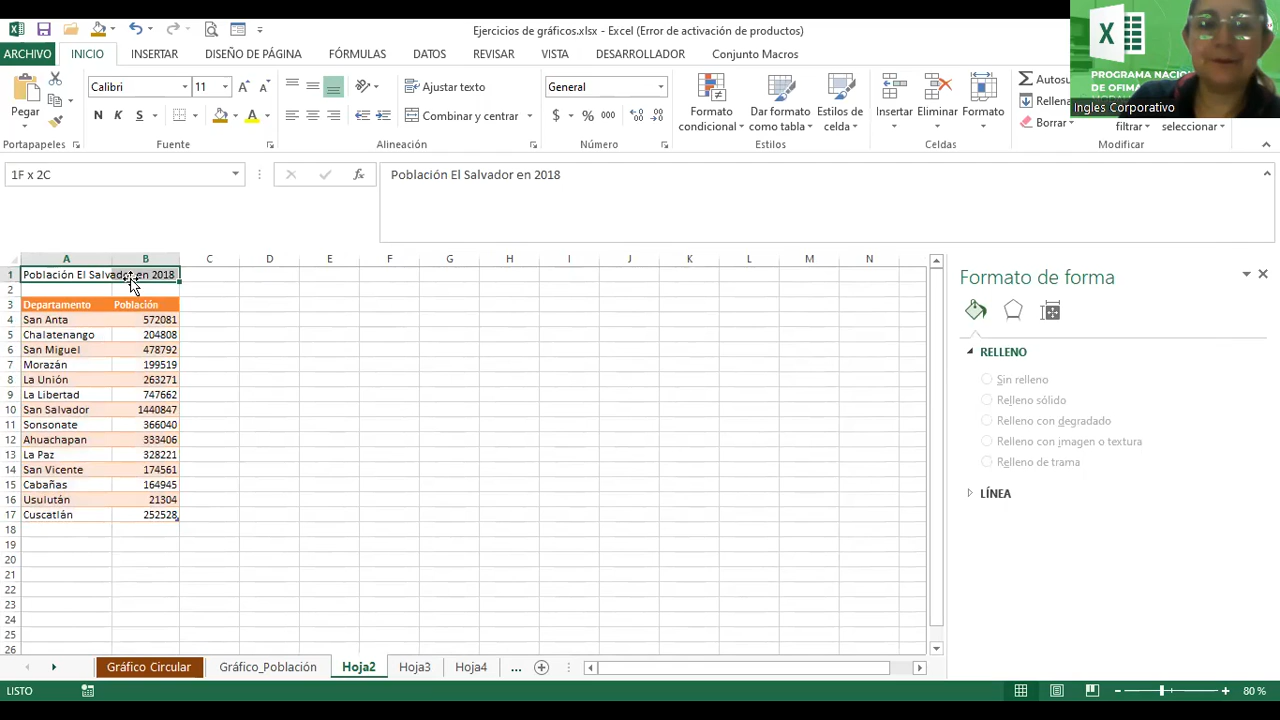 Ejercicios de gráficos.xlsx - Excel (Error de activación de productos)
ARCHIVO INICIO INSERTAR DISEÑO DE PÁGINA FÓRMULAS DATOS REVISAR VISTA DESARROLLADOR Conjunto Macros
PROGRAMA
DE OFIM
Ingles Corporativo
Pegar
Calibri 11
N K S
Ajustar texto
Combinar y centrar
General
$ % 000
Formato condicional
Dar formato como tabla
Estilos de celda
Insertar Eliminar Formato
Autosu
Rellena
Borrar
filtrar seleccionar
Portapapeles Fuente Alineación Número Estilos Celdas Modificar
1F x 2C
fx
Población El Salvador en 2018
A B C D E F G H I J K L M N
1 Población El Salvador en 2018
2
3 Departamento Población
4 San Anta 572081
5 Chalatenango 204808
6 San Miguel 478792
7 Morazán 199519
8 La Unión 263271
9 La Libertad 747662
10 San Salvador 1440847
11 Sonsonate 366040
12 Ahuachapan 333406
13 La Paz 328221
14 San Vicente 174561
15 Cabañas 164945
16 Usulután 21304
17 Cuscatlán 252528
18
19
20
21
22
23
24
25
26
Formato de forma
RELLENO
Sin relleno
Relleno sólido
Relleno con degradado
Relleno con imagen o textura
Relleno de trama
LÍNEA
Gráfico Circular Gráfico_Población Hoja2 Hoja3 Hoja4 ...
LISTO
80 %